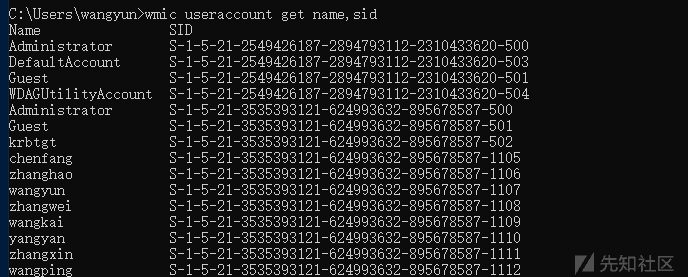 C:\Users\wangyun>wmic useraccount get name,sid
Name SID
Administrator S-1-5-21-2549426187-2894793112-2310433620-500
DefaultAccount S-1-5-21-2549426187-2894793112-2310433620-503
Guest S-1-5-21-2549426187-2894793112-2310433620-501
WDAGUtilityAccount S-1-5-21-2549426187-2894793112-2310433620-504
Administrator S-1-5-21-3535393121-624993632-895678587-500
Guest S-1-5-21-3535393121-624993632-895678587-501
krbtgt S-1-5-21-3535393121-624993632-895678587-502
chenfang S-1-5-21-3535393121-624993632-895678587-1105
zhanghao S-1-5-21-3535393121-624993632-895678587-1106
wangyun S-1-5-21-3535393121-624993632-895678587-1107
zhangwei S-1-5-21-3535393121-624993632-895678587-1108
wangkai S-1-5-21-3535393121-624993632-895678587-1109
yangyan S-1-5-21-3535393121-624993632-895678587-1110
zhangxin S-1-5-21-3535393121-624993632-895678587-1111
wangping S-1-5-21-3535393121-624993632-895678587-1112
先知社区